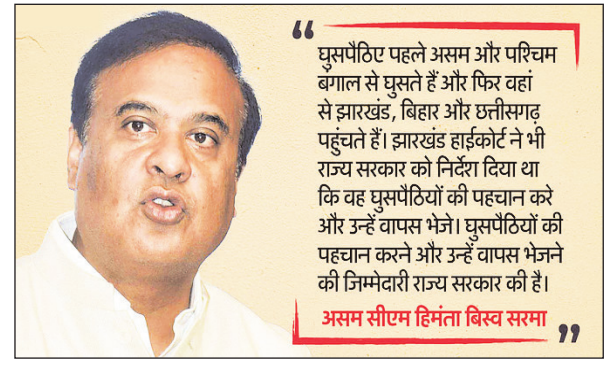 “
घुसपैठिए पहले असम और पश्चिम
बंगाल से घुसते हैं और फिर वहां
से झारखंड, बिहार और छत्तीसगढ़
पहुंचते हैं। झारखंड हाईकोर्ट ने भी
राज्य सरकार को निर्देश दिया था
कि वह घुसपैठियों की पहचान करे
और उन्हें वापस भेजे। घुसपैठियों की
पहचान करने और उन्हें वापस भेजने
की जिम्मेदारी राज्य सरकार की है।
असम सीएम हिमंता बिस्व सरमा
”